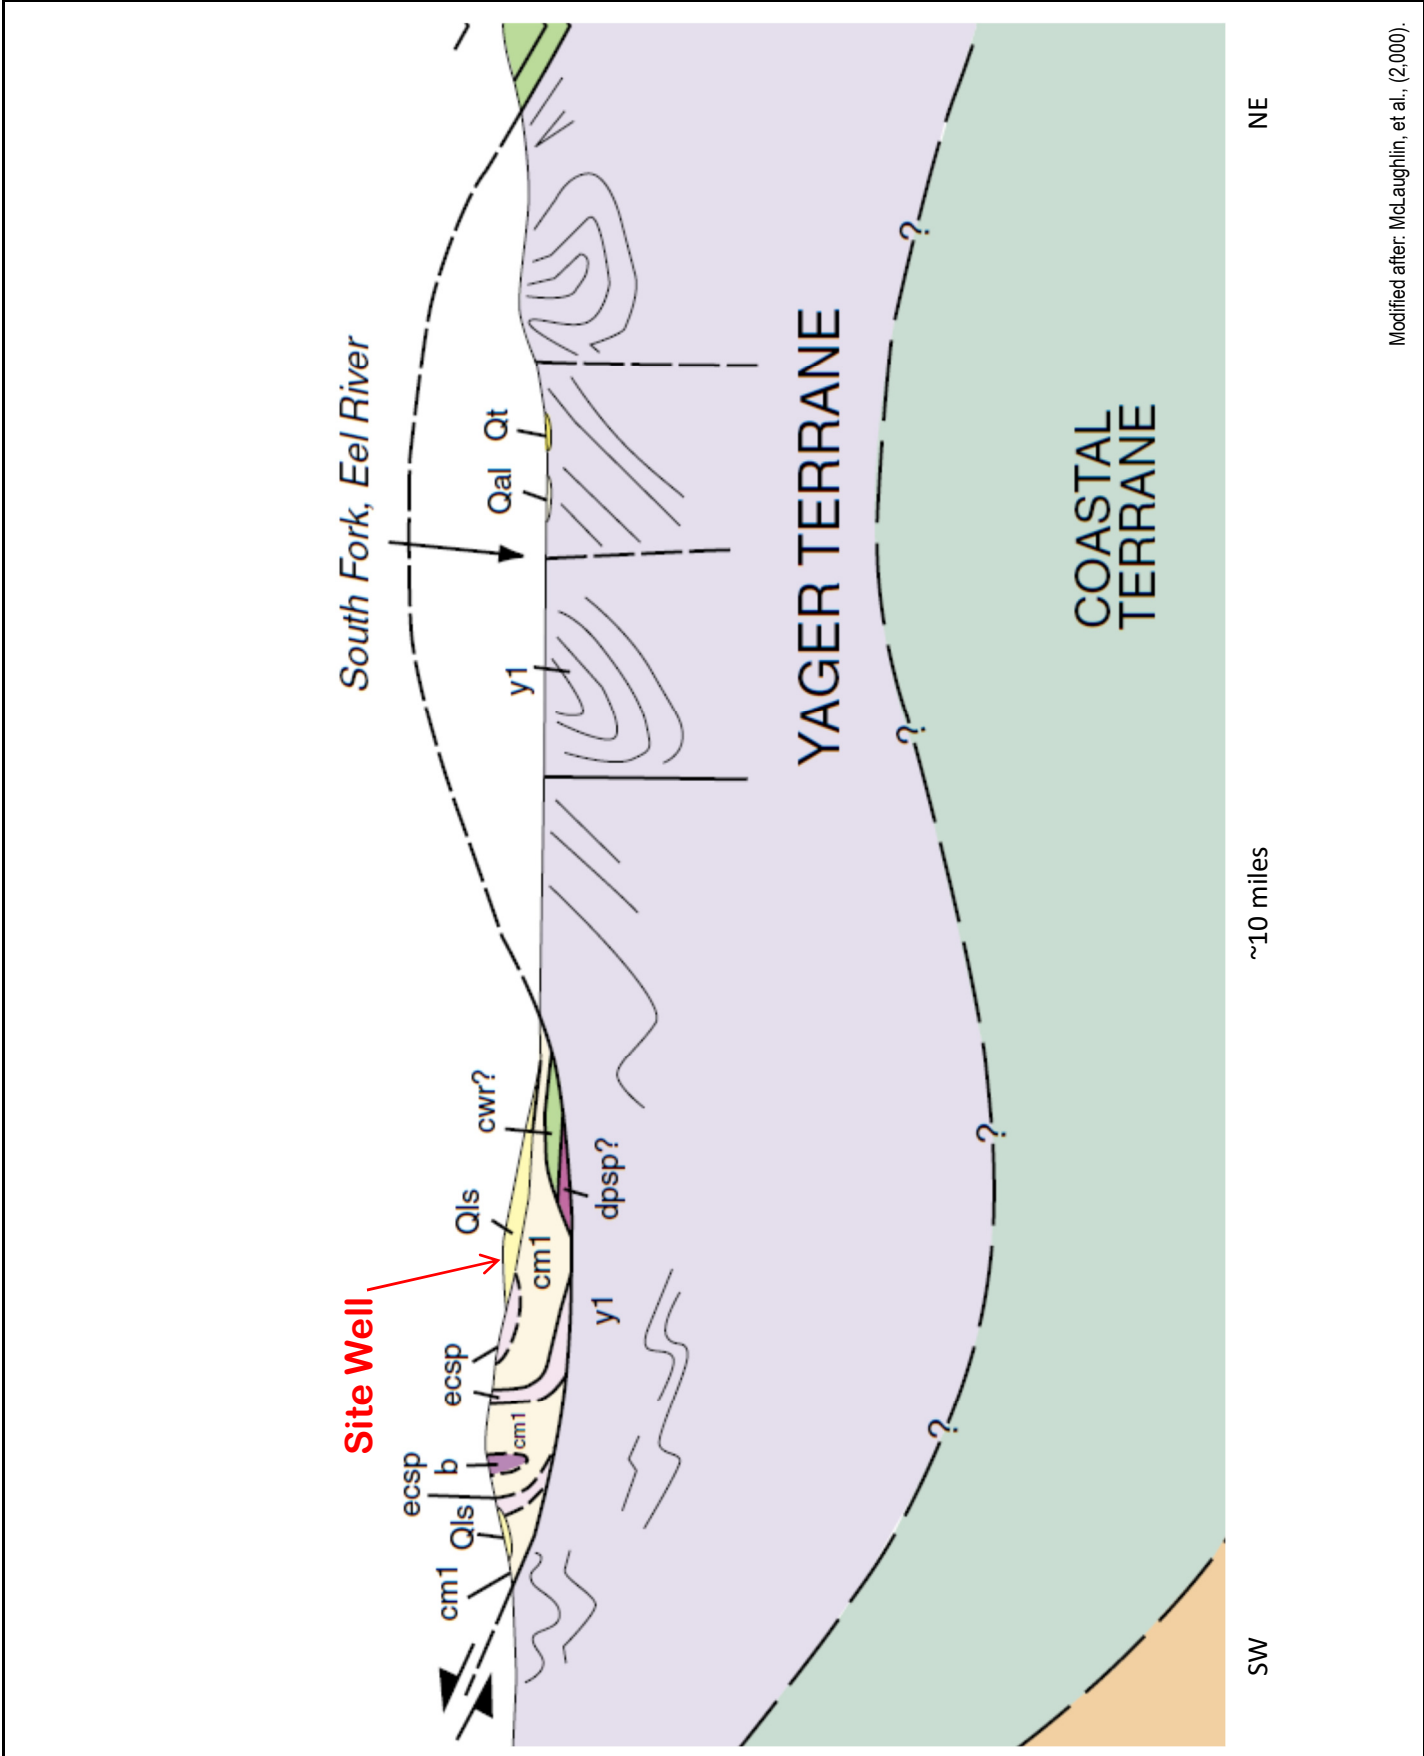 South Fork, Eel River
Site Well
cm1
Qls
ecsp
b
cm1
ecsp
Qls
cm1
cwr?
dpsp?
y1
y1
Qal
Qt
YAGER TERRANE
COASTAL
TERRANE
?
?
?
?
?
SW
~10 miles
NE
Modified after: McLaughlin, et al., (2,000).